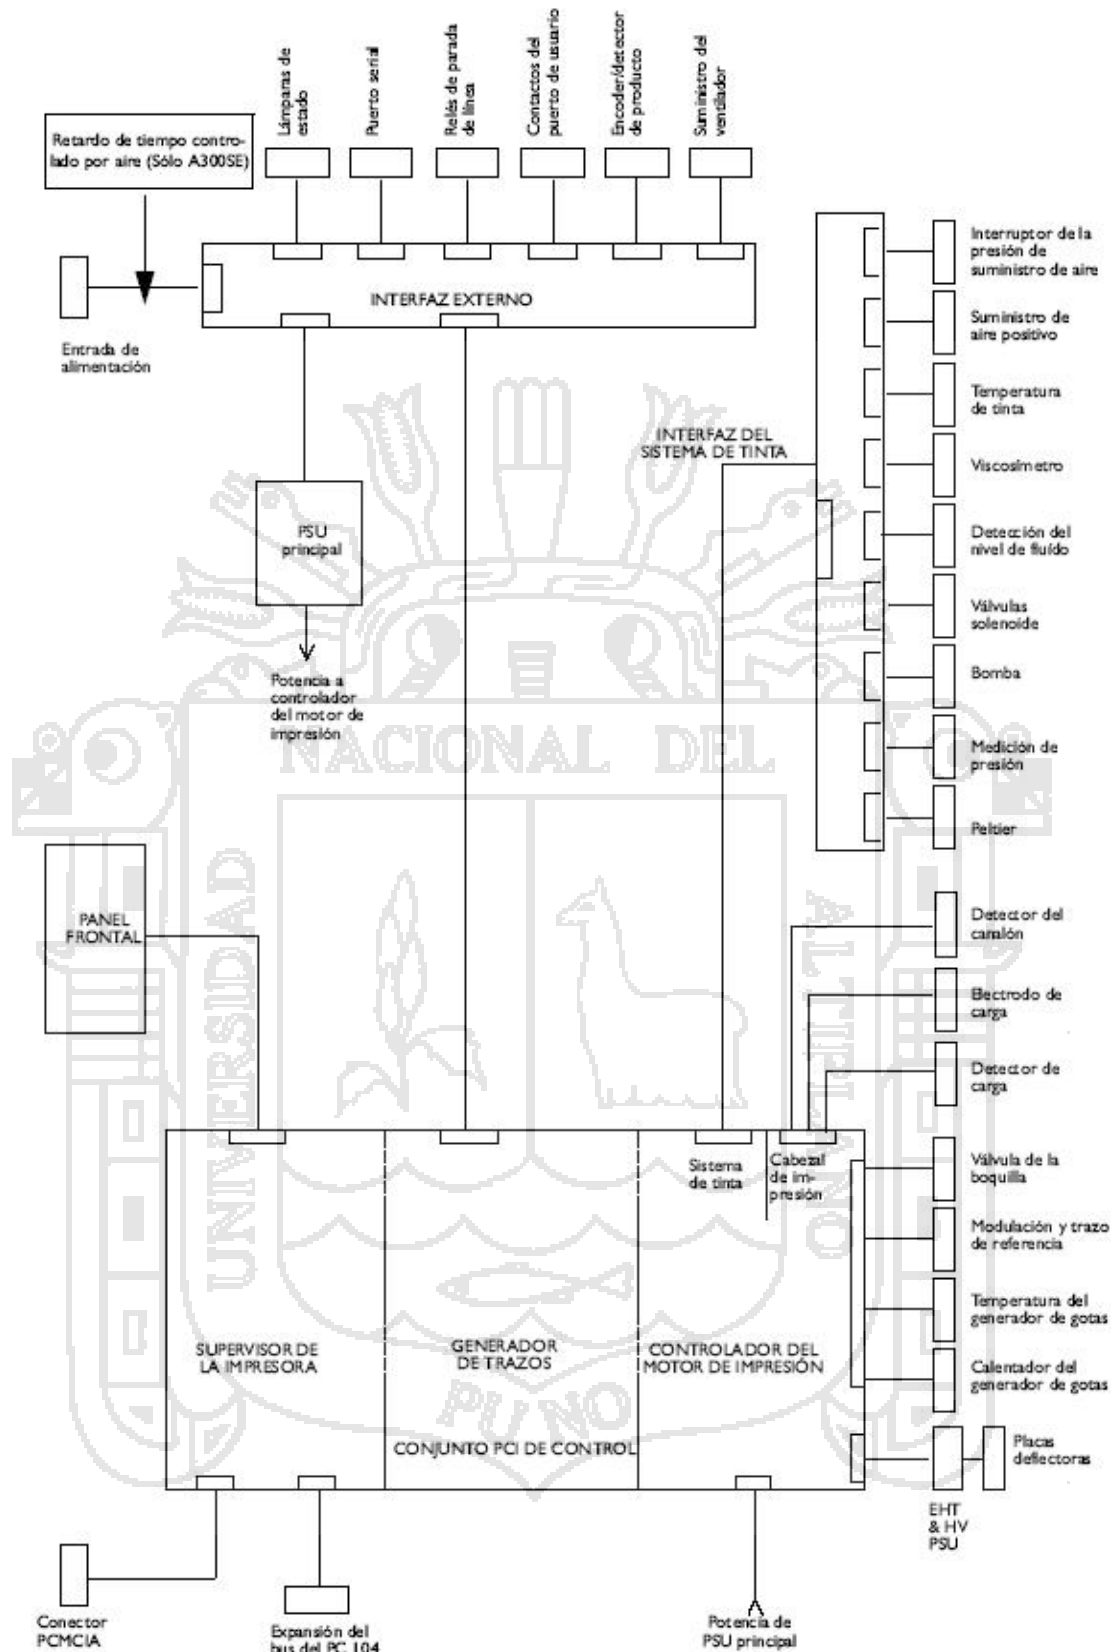 Lámparas de
estado
Puerto serial
Relés de parada
de línea
Contactos del
puerto de usuario
Encoder/detector
de producto
Suministro del
ventilador
Retardo de tiempo contro-
lado por aire (Sólo A300SE)
INTERFAZ EXTERNO
Entrada de
alimentación
Interruptor de la
presión de
suministro de aire
Suministro de
aire positivo
Temperatura
de tinta
INTERFAZ DEL
SISTEMA DE TINTA
Viscosímetro
PSU
principal
Detección del
nivel de fluído
Válvulas
solenoide
Bomba
Potencia a
controlador
del motor de
impresión
NACIONAL DEL
Medición de
presión
Peltier
UNIVERSIDAD
ALTIPLANO
PANEL
FRONTAL
Detector del
canalón
Electrodo de
carga
Detector de
carga
Sistema
de tinta
Cabezal
de im-
presión
Válvula de la
boquilla
Modulación y trazo
de referencia
Temperatura del
generador de gotas
SUPERVISOR DE
LA IMPRESORA
GENERADOR
DE TRAZOS
CONTROLADOR DEL
MOTOR DE IMPRESIÓN
Calentador del
generador de gotas
PUNO
CONJUNTO PCI DE CONTROL
Placas
deflectoras
EHT
& HV
PSU
Conector
PCMCIA
Expansión del
bus del PC 104
Potencia de
PSU principal